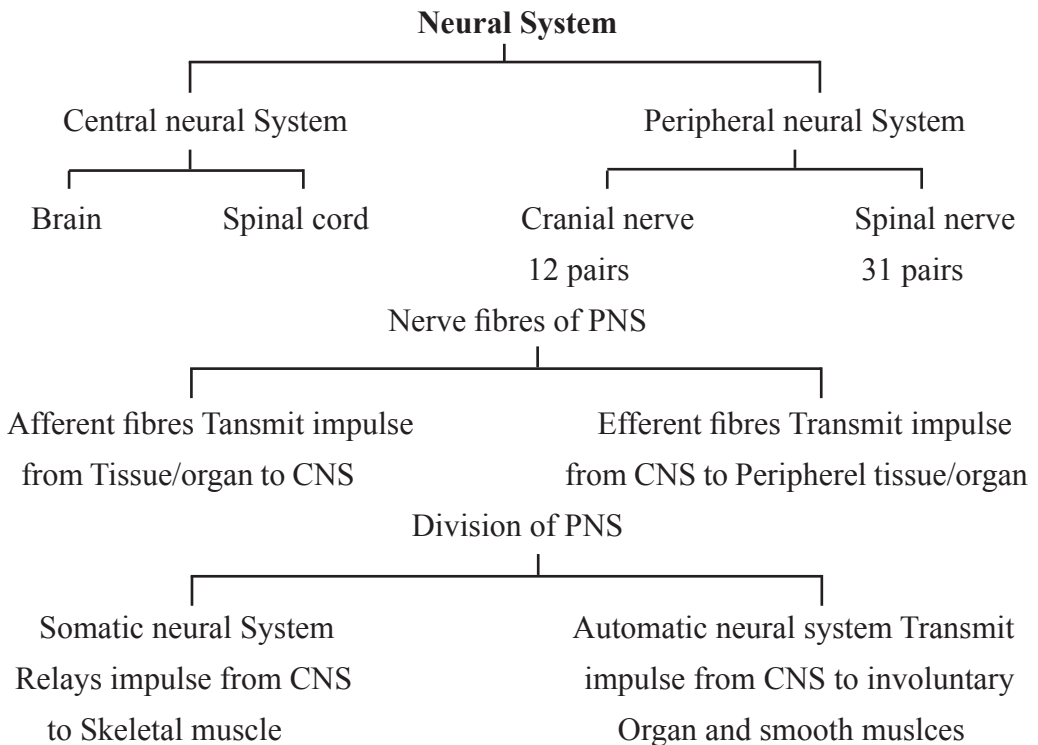 Neural System
Central neural System Peripheral neural System
Brain Spinal cord Cranial nerve Spinal nerve
12 pairs 31 pairs
Nerve fibres of PNS
Afferent fibres Tansmit impulse Efferent fibres Transmit impulse
from Tissue/organ to CNS from CNS to Peripherel tissue/organ
Division of PNS
Somatic neural System Automatic neural system Transmit
Relays impulse from CNS impulse from CNS to involuntary
to Skeletal muscle Organ and smooth muslces